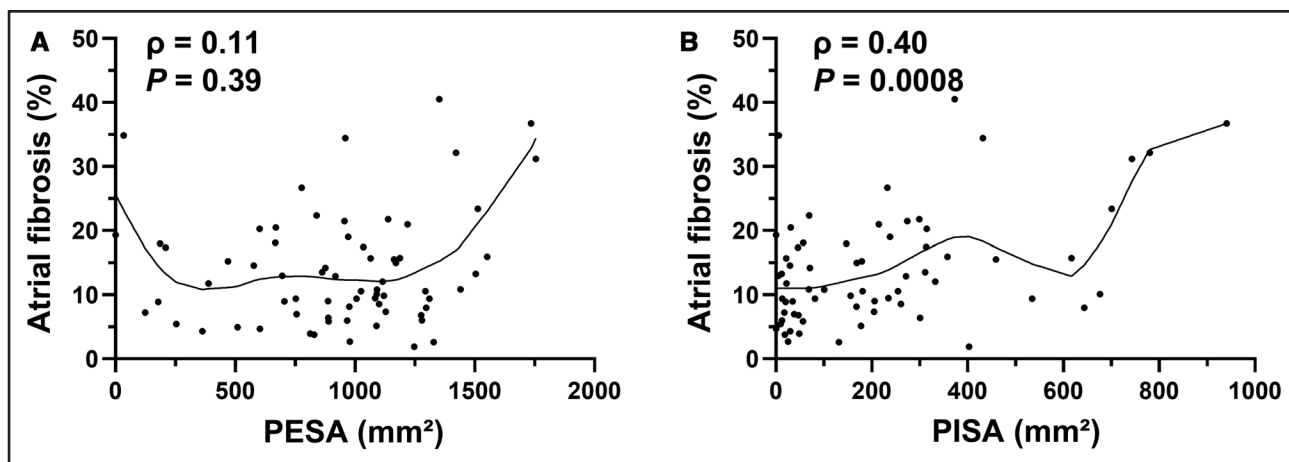 A
ρ = 0.11
P = 0.39
Atrial fibrosis (%)
50
40
30
20
10
0
0 500 1000 1500 2000
PESA (mm²)
B
ρ = 0.40
P = 0.0008
Atrial fibrosis (%)
50
40
30
20
10
0
0 200 400 600 800 1000
PISA (mm²)